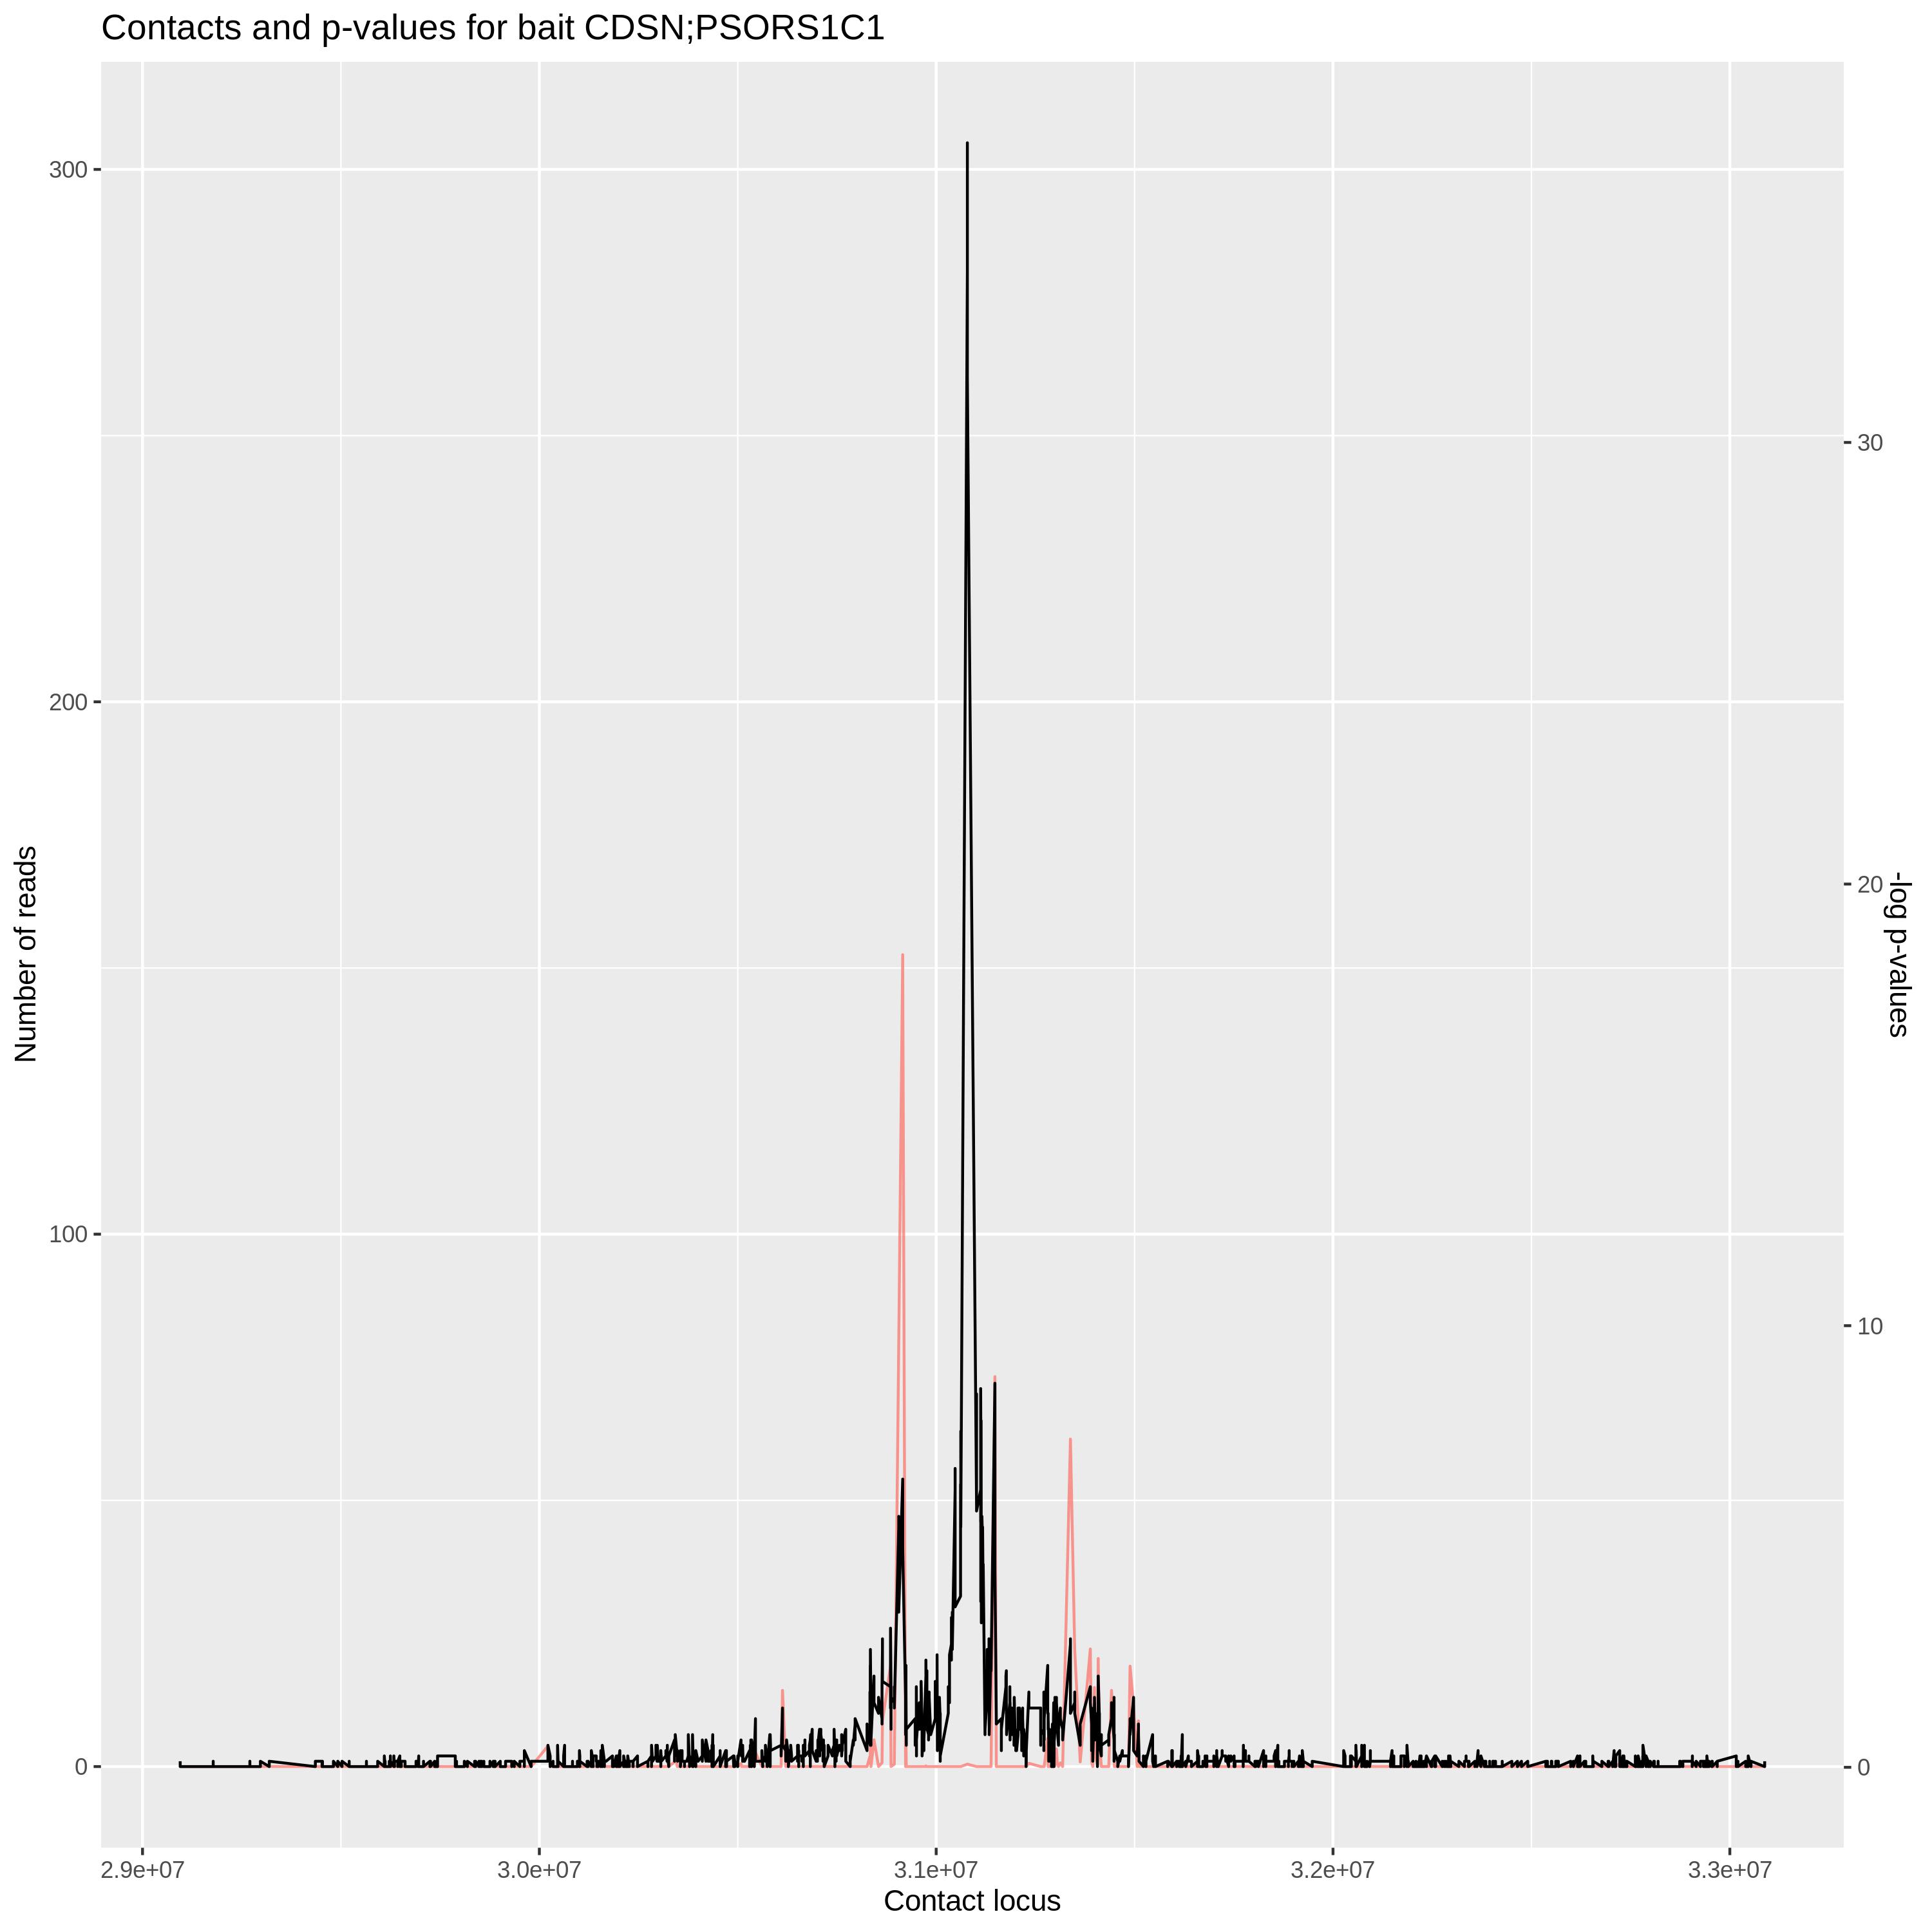 Contacts and p-values for bait CDSN;PSORS1C1
300
200
100
0
Number of reads
30
20
10
0
-log p-values
2.9e+07 3.0e+07 3.1e+07 3.2e+07 3.3e+07
Contact locus